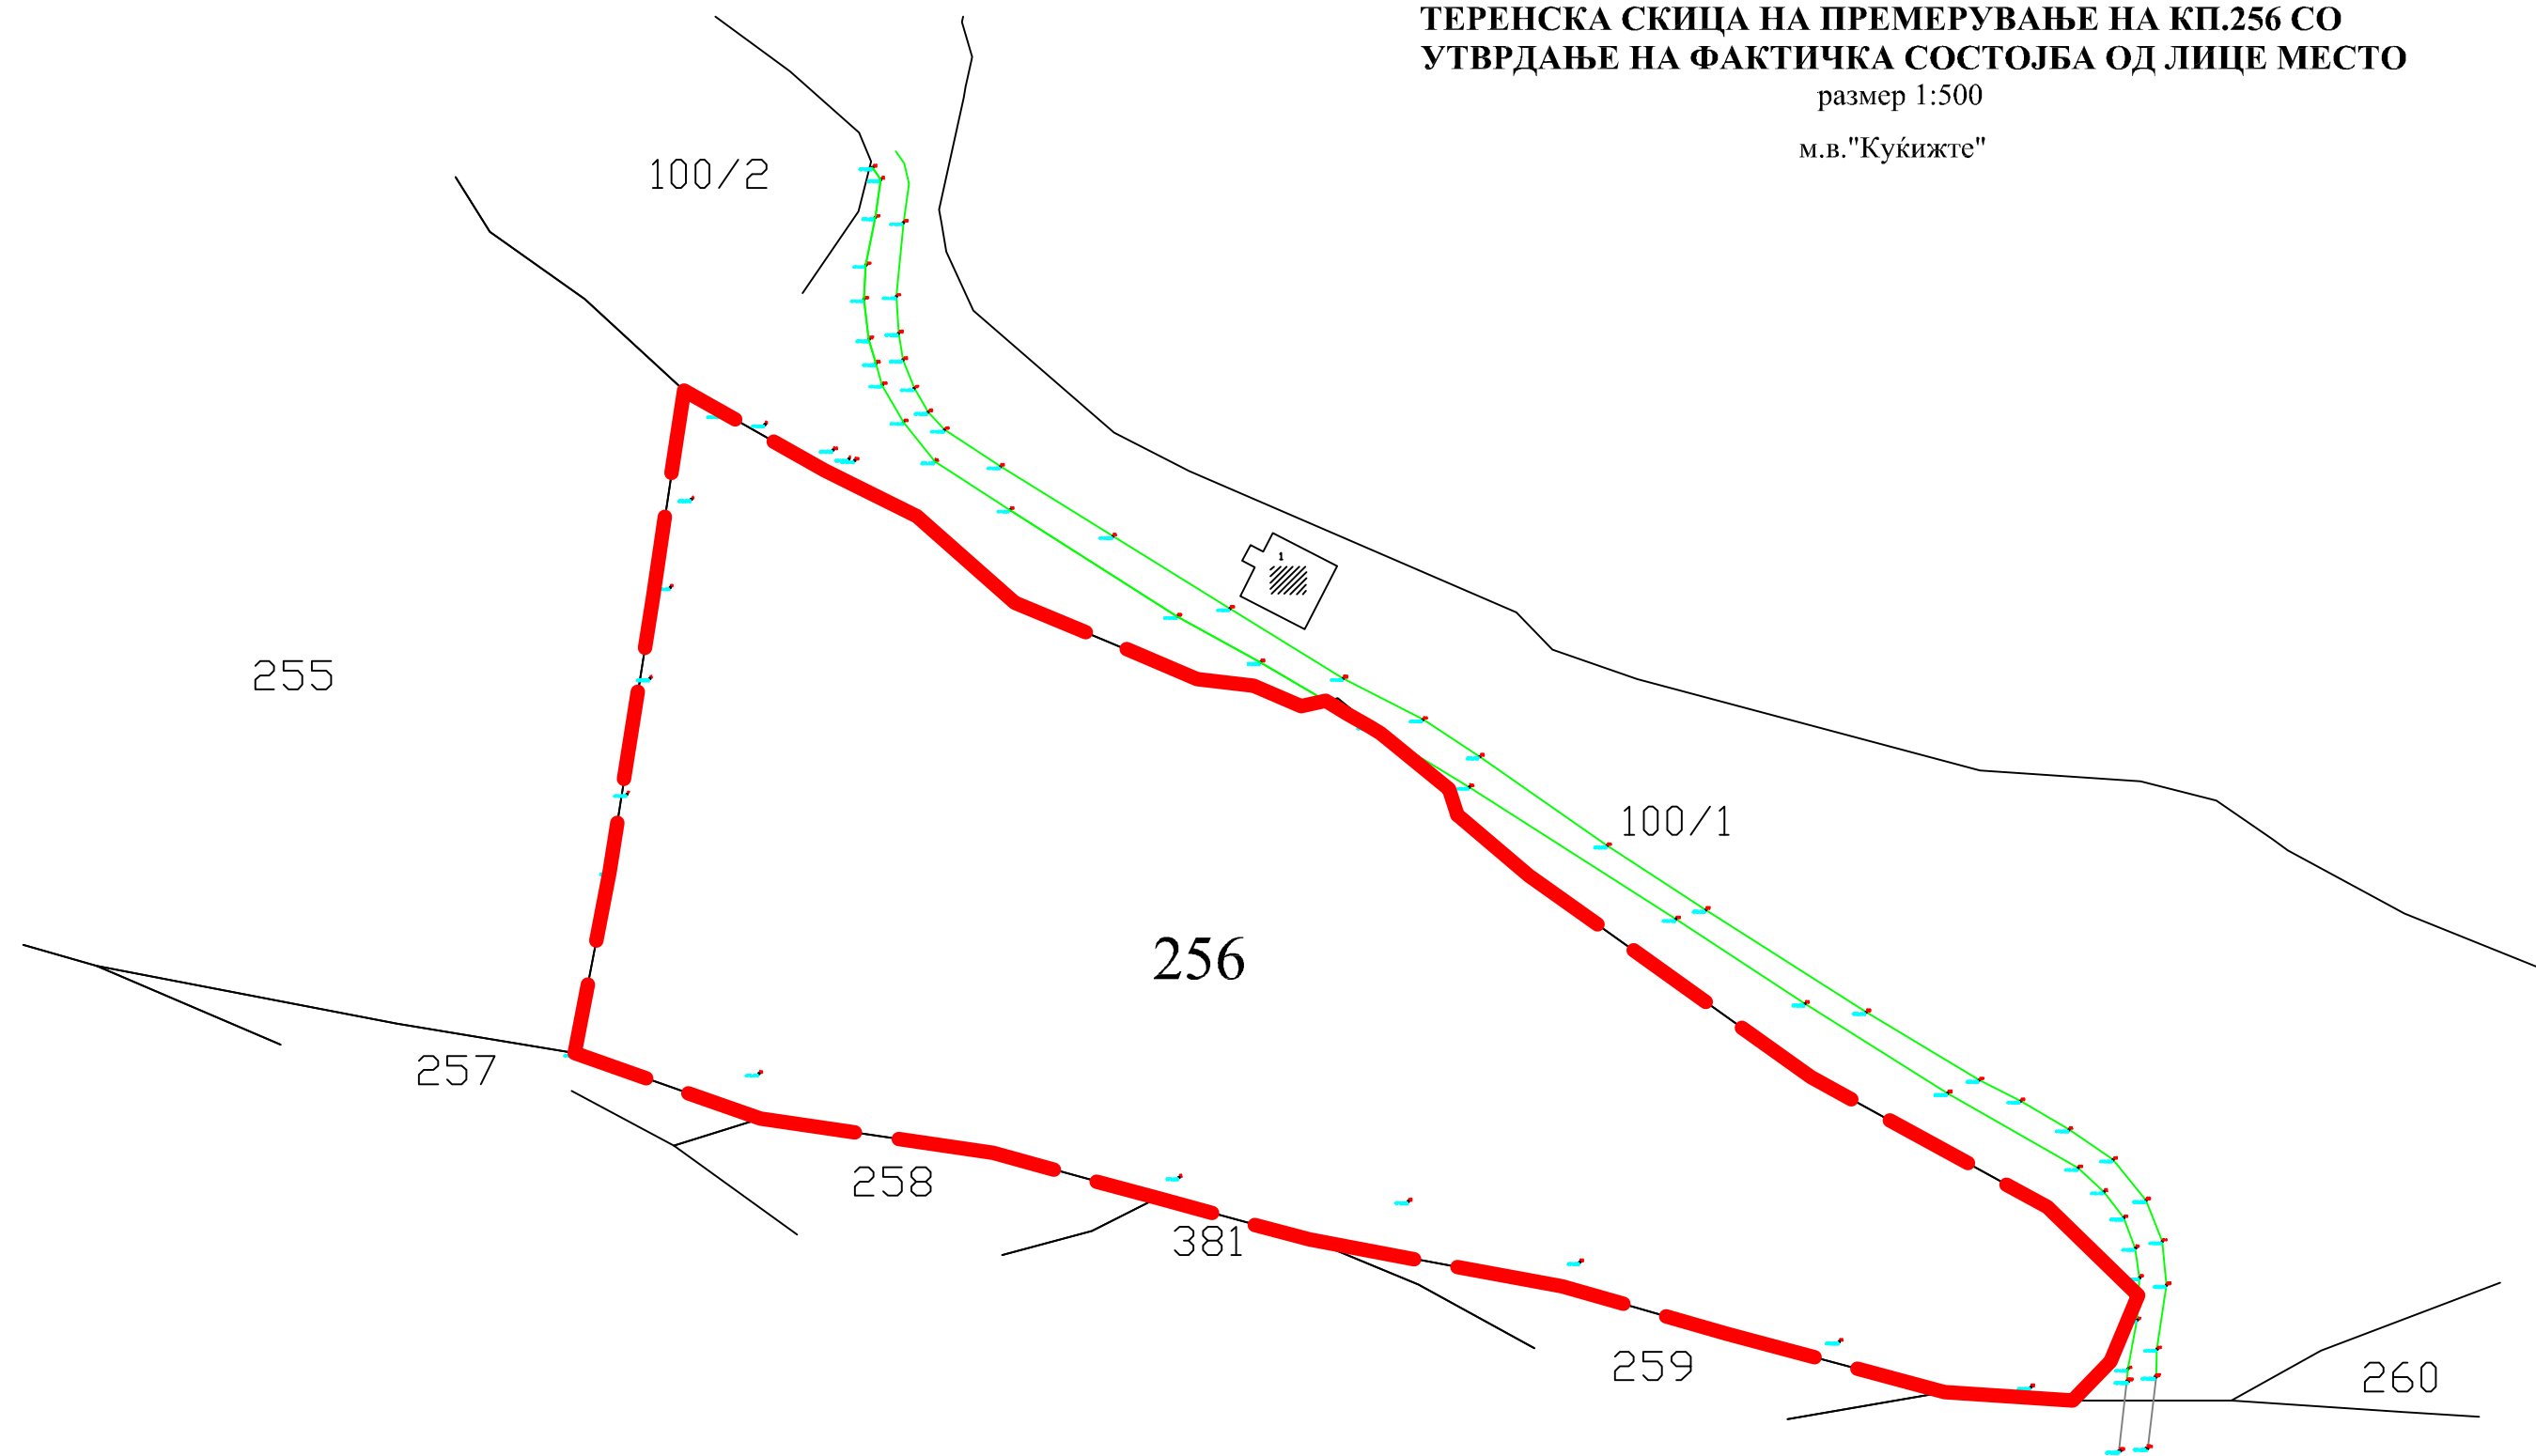 ТЕРЕНСКА СКИЦА НА ПРЕМЕРУВАЊЕ НА КП.256 СО
УТВРДАЊЕ НА ФАКТИЧКА СОСТОЈБА ОД ЛИЦЕ МЕСТО
размер 1:500
м.в."Куќижте"
100/2
1
255
100/1
256
257
258
381
259
260